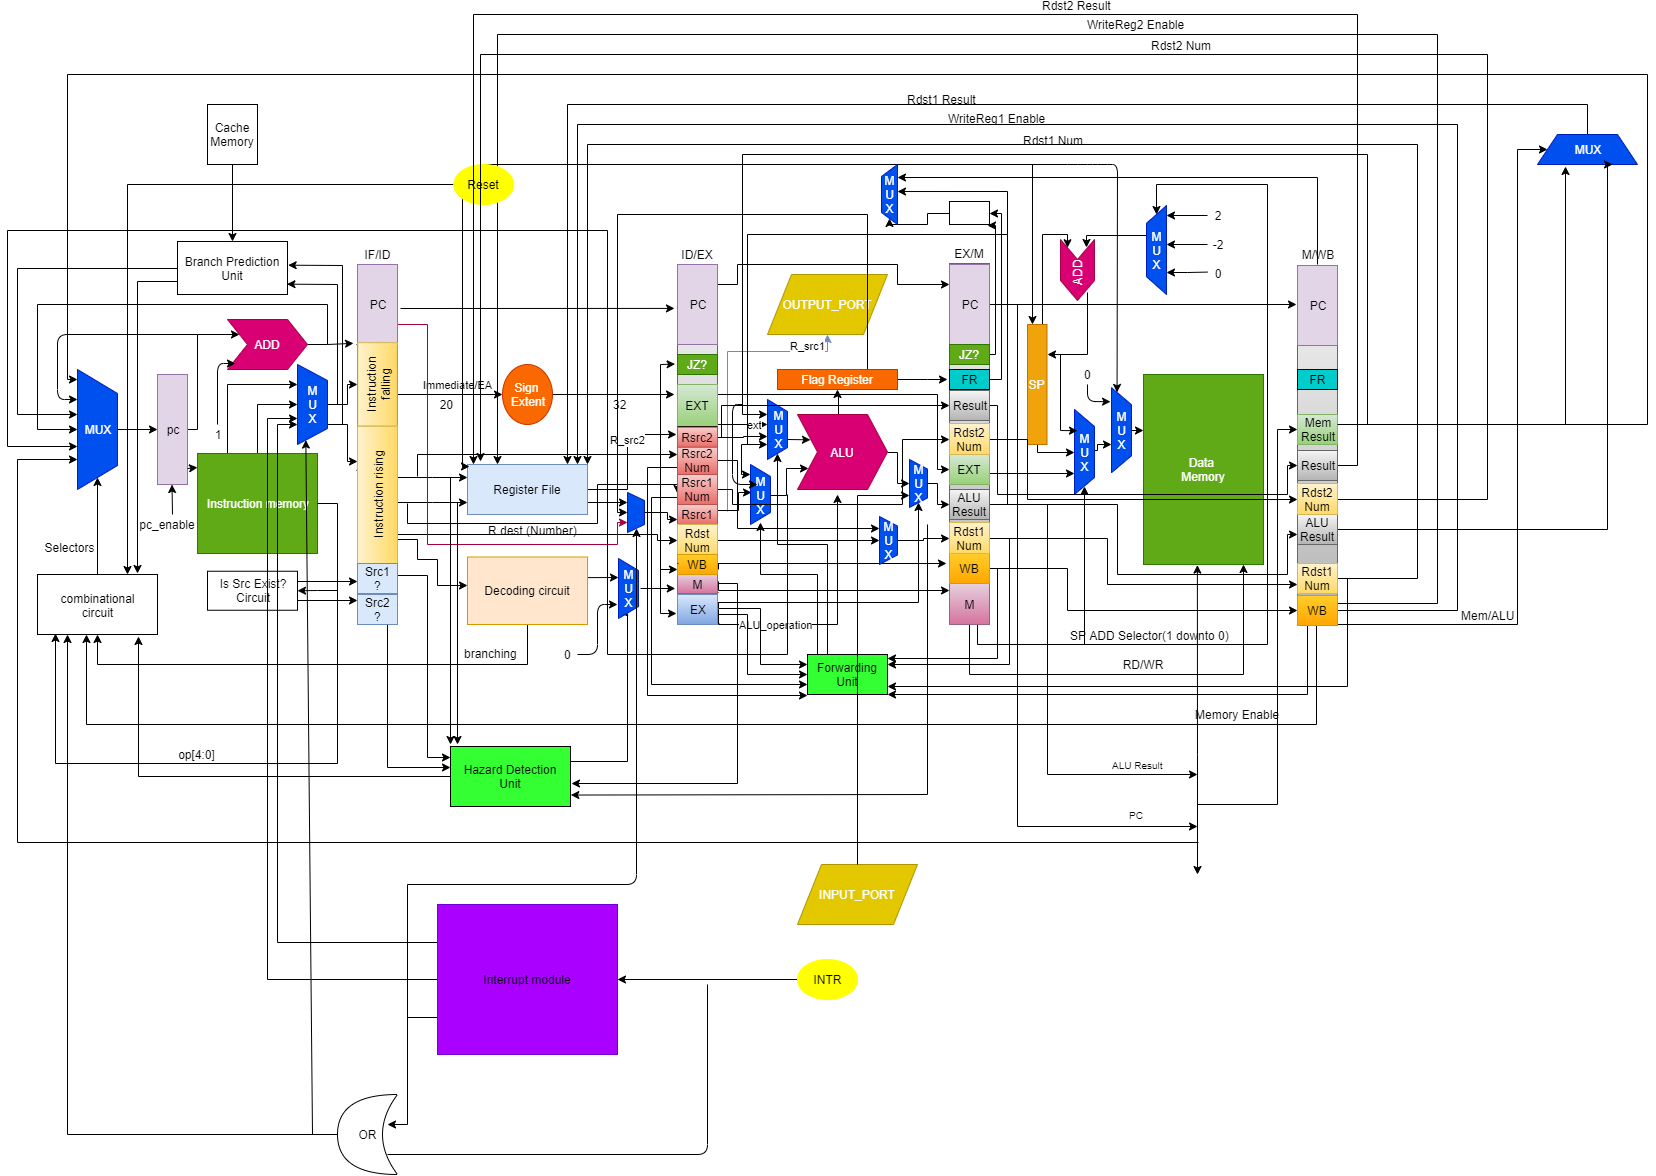 Rdst2 Result
WriteReg2 Enable
Rdst2 Num
Rdst1 Result
WriteReg1 Enable
Rdst1 Num
Cache
Memory
MUX
Reset
M
U
X
2
-2
0
M
U
X
ADD
Branch Prediction
Unit
IF/ID
ID/EX
EX/M
M/WB
PC
PC
PC
PC
OUTPUT_PORT
R_src1
ADD
Instruction
falling
JZ?
JZ?
Flag Register
FR
FR
SP
0
Immediate/EA
20
Sign
Extent
32
EXT
Result
MUX
pc
1
M
U
X
M
U
X
ext
ALU
M
U
X
M
U
X
Mem
Result
R_src2
Rsrc2
Rsrc2
Num
Rsrc1
Num
Rsrc1
Rdst2
Num
EXT
ALU
Result
Data
Memory
Result
Rdst2
Num
ALU
Result
Instruction rising
Instruction memory
Register File
M
U
X
M
U
X
M
U
X
pc_enable
R dest (Number)
Rdst
Num
Rdst1
Num
Selectors
WB
WB
Rdst1
Num
Is Src Exist?
Circuit
Src1
?
Src2
?
Decoding circuit
M
U
X
M
EX
M
WB
combinational
circuit
ALU_operation
Mem/ALU
SP ADD Selector(1 downto 0)
branching
0
Forwarding
Unit
RD/WR
Memory Enable
op[4:0]
Hazard Detection
Unit
ALU Result
PC
INPUT_PORT
Interrupt module
INTR
OR